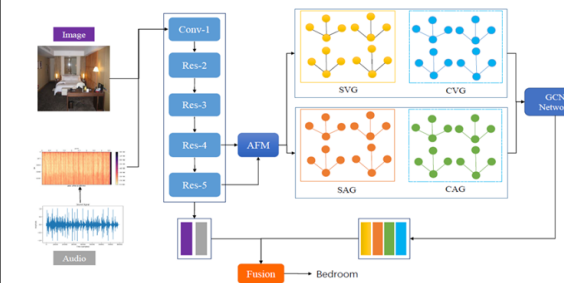 Image
Conv-1
Res-2
Res-3
Res-4
Res-5
AFM
SVG
CVG
SAG
CAG
GCN
Network
Audio
Fusion
Bedroom